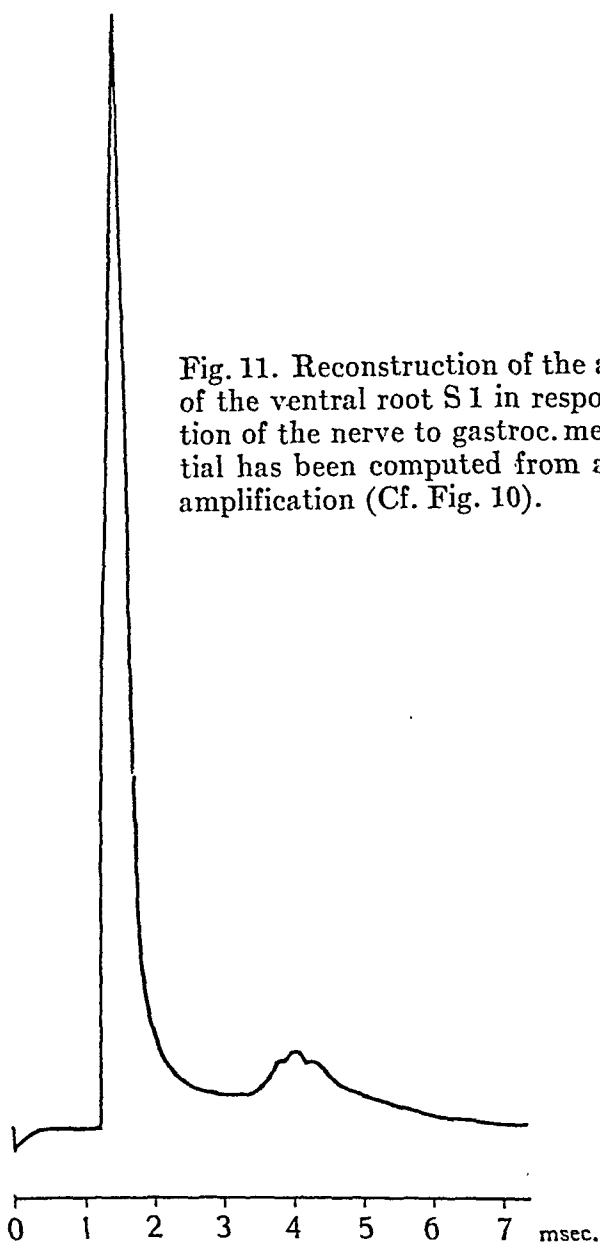 Fig. 11. Reconstruction of the a
of the ventral root S 1 in respo
tion of the nerve to gastroc. me
tial has been computed from a
amplification (Cf. Fig. 10).
0 1 2 3 4 5 6 7 msec.